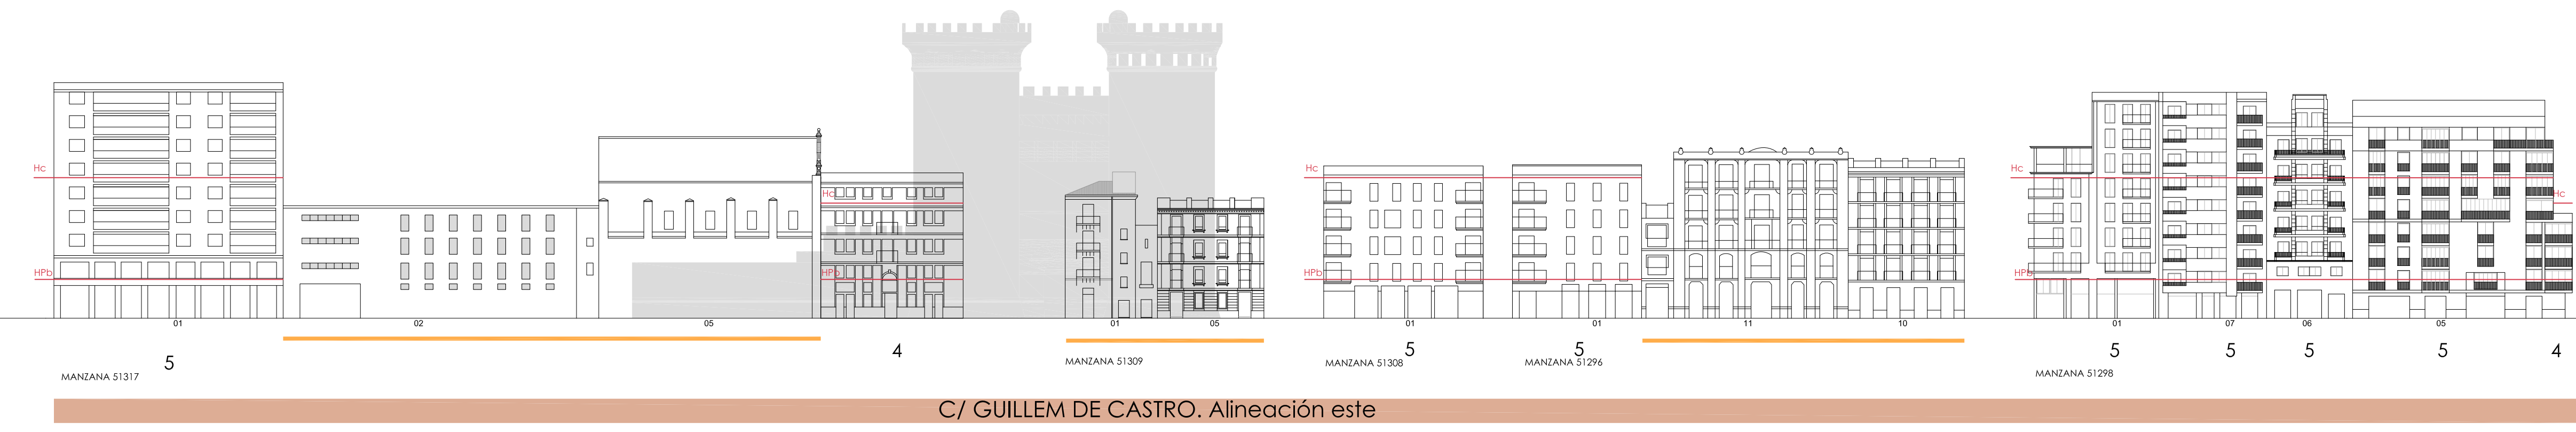 Hc
Hc
Hc
Hc
Hc
HPb
HPb
HPb
HPb
01
02
05
01
05
01
01
11
10
01
07
06
05
5
4
5
5
5
5
5
5
4
MANZANA 51317
MANZANA 51309
MANZANA 51308
MANZANA 51296
MANZANA 51298
C/ GUILLEM DE CASTRO. Alineación este